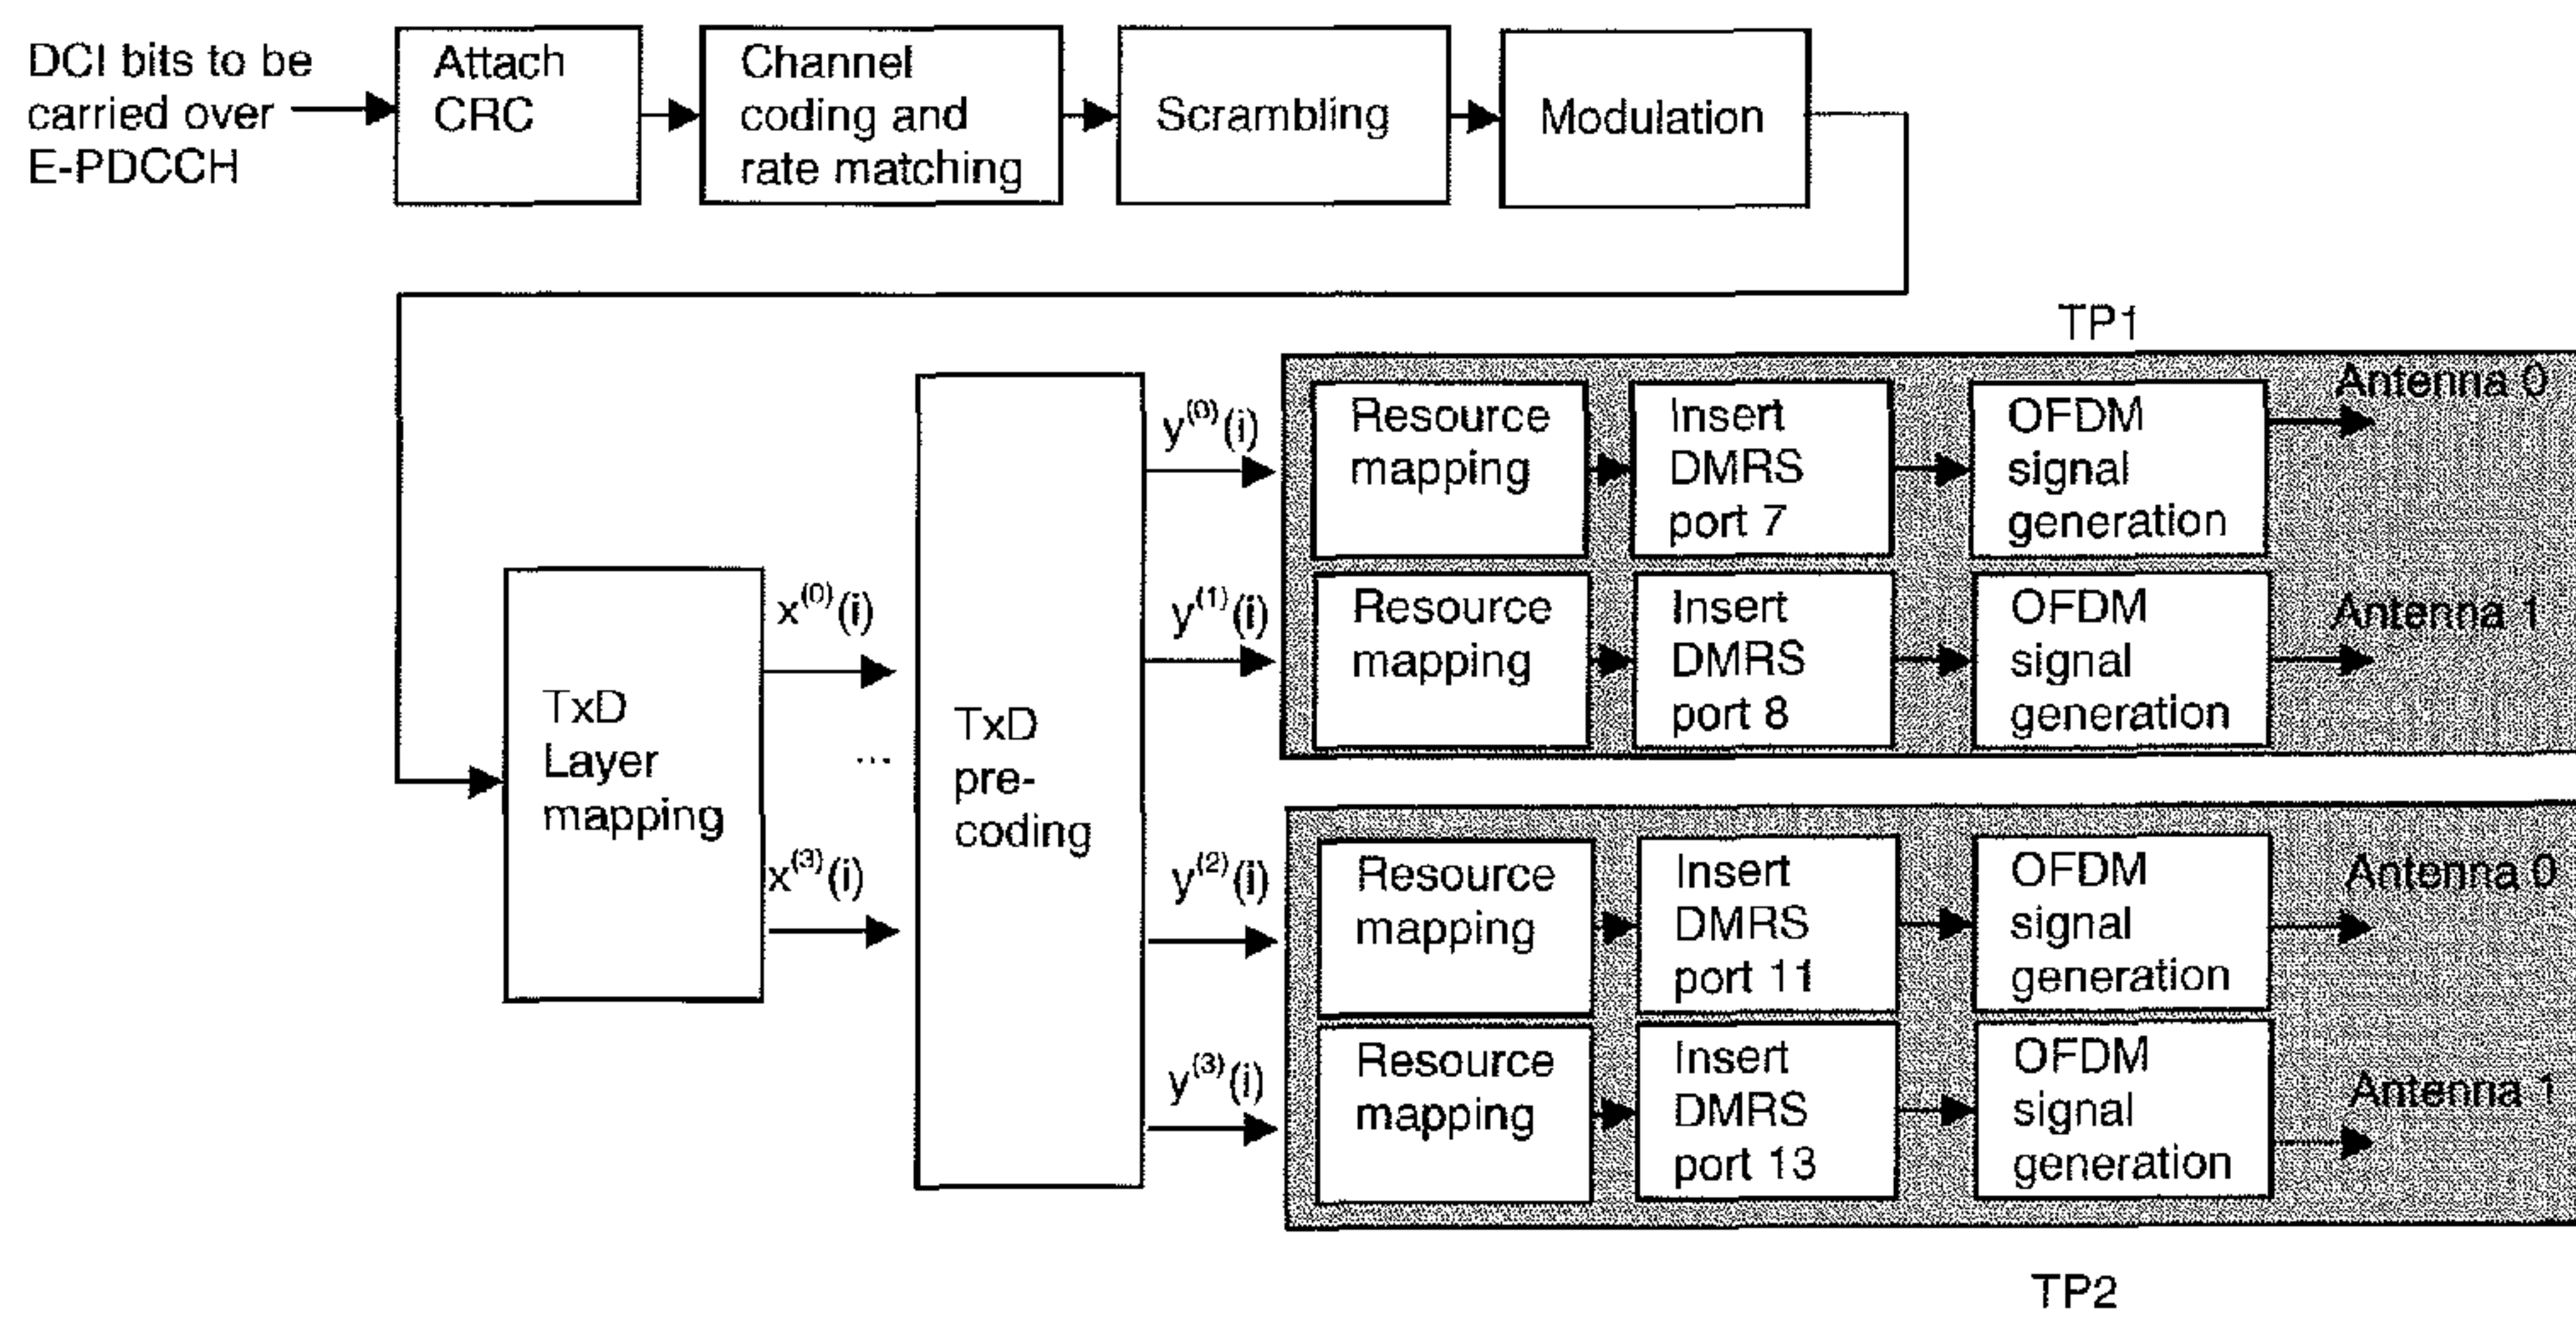 DCI bits to be
carried over
E-PDCCH
Attach
CRC
Channel
coding and
rate matching
Scrambling
Modulation
TP1
TxD
Layer
mapping
x^(0)(i)
...
x^(3)(i)
TxD
pre-
coding
y^(0)(i)
y^(1)(i)
y^(2)(i)
y^(3)(i)
Resource
mapping
Insert
DMRS
port 7
OFDM
signal
generation
Antenna 0
Resource
mapping
Insert
DMRS
port 8
OFDM
signal
generation
Antenna 1
Resource
mapping
Insert
DMRS
port 11
OFDM
signal
generation
Antenna 0
Resource
mapping
Insert
DMRS
port 13
OFDM
signal
generation
Antenna 1
TP2